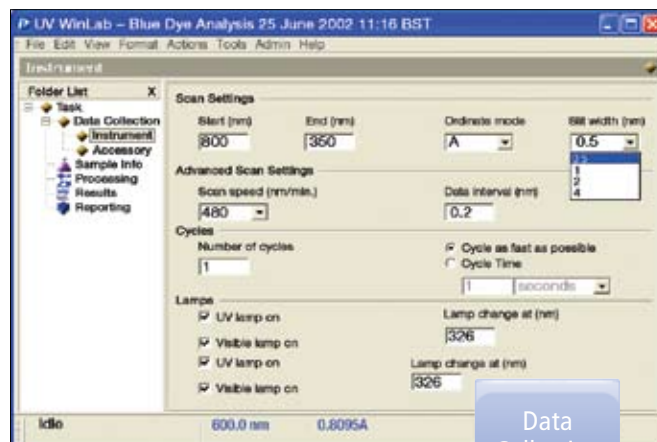 UV WinLab – Blue Dye Analysis 25 June 2002 11:16 BST
File Edit View Format Actions Tools Admin Help
Instrument
Folder List X
Task
Data Collection
Instrument
Accessory
Sample Info
Processing
Results
Reporting
Scan Settings
Start (nm) End (nm) Ordinate mode Slit width (nm)
800 350 A 0.5
1
2
4
Advanced Scan Settings
Scan speed (nm/min.) Data interval (nm)
480 0.2
Cycles
Number of cycles
1
Cycle as fast as possible
Cycle Time
1 seconds
Lamps
UV lamp on Lamp change at (nm)
Visible lamp on 326
UV lamp on Lamp change at (nm)
Visible lamp on 326
Idle 600.0 nm 0.8095A
Data